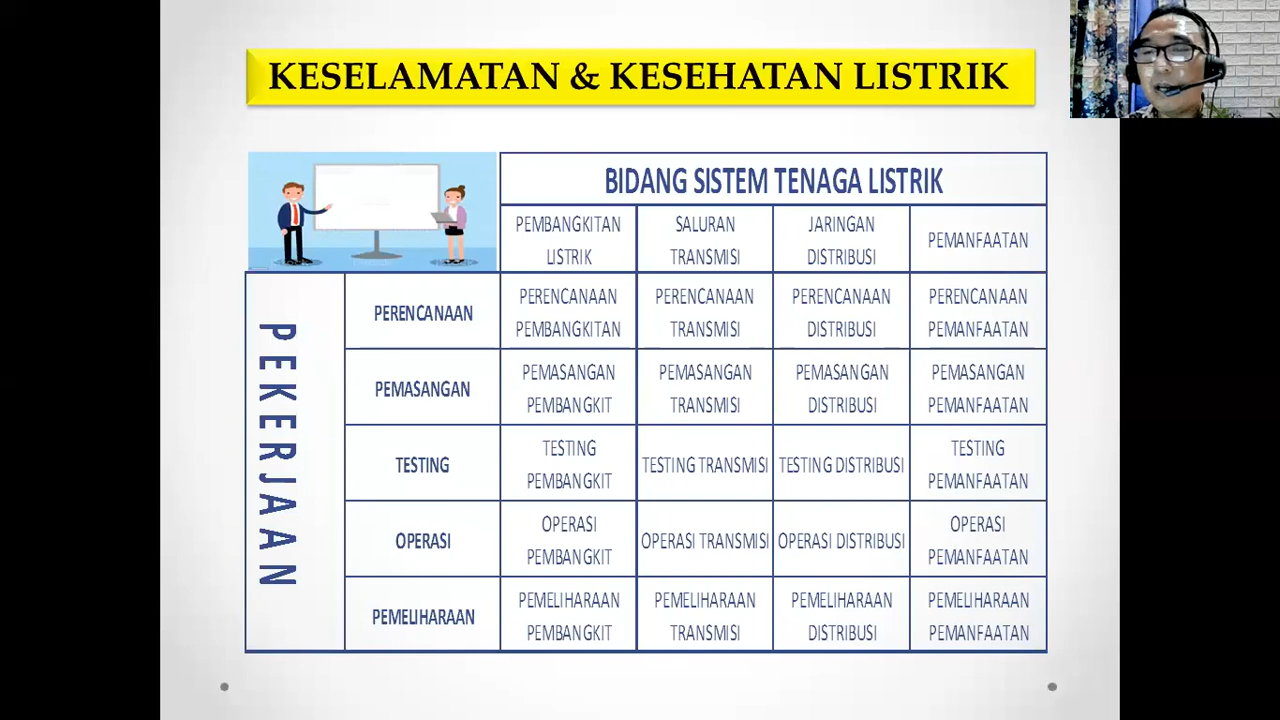 KESELAMATAN & KESEHATAN LISTRIK
BIDANG SISTEM TENAGA LISTRIK
PEMBANGKITAN
LISTRIK
SALURAN
TRANSMISI
JARINGAN
DISTRIBUSI
PEMANFAATAN
PEKERJAAN
PERENCANAAN
PERENCANAAN
PEMBANGKITAN
PERENCANAAN
TRANSMISI
PERENCANAAN
DISTRIBUSI
PERENCANAAN
PEMANFAATAN
PEMASANGAN
PEMASANGAN
PEMBANGKIT
PEMASANGAN
TRANSMISI
PEMASANGAN
DISTRIBUSI
PEMASANGAN
PEMANFAATAN
TESTING
TESTING
PEMBANGKIT
TESTING TRANSMISI
TESTING DISTRIBUSI
TESTING
PEMANFAATAN
OPERASI
OPERASI
PEMBANGKIT
OPERASI TRANSMISI
OPERASI DISTRIBUSI
OPERASI
PEMANFAATAN
PEMELIHARAAN
PEMELIHARAAN
PEMBANGKIT
PEMELIHARAAN
TRANSMISI
PEMELIHARAAN
DISTRIBUSI
PEMELIHARAAN
PEMANFAATAN